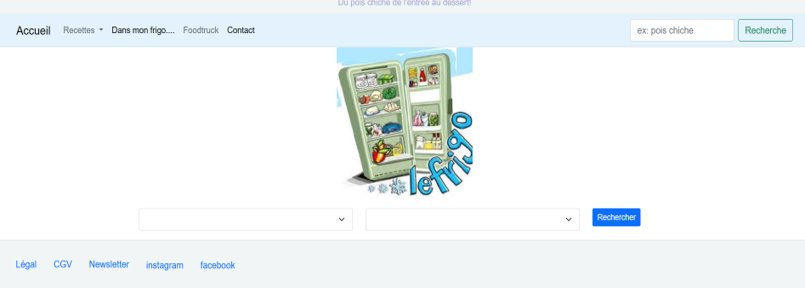 Du pois chiche de l'entrée au dessert!
Accueil Recettes Dans mon frigo.... Foodtruck Contact ex: pois chiche Recherche
lefrigo
Rechercher
Légal CGV Newsletter instagram facebook